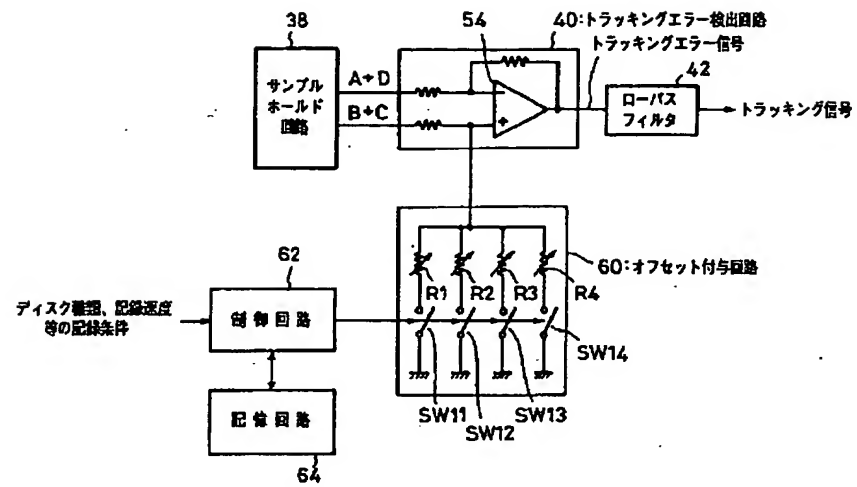 38
サンプル
ホールド
回路
A+D
B+C
54
40:トラッキングエラー検出回路
トラッキングエラー信号
42
ローパス
フィルタ
トラッキング信号
-
+
60:オフセット付与回路
R1
R2
R3
R4
ディスク種類、記録速度
等の記録条件
62
制御回路
SW11
SW12
SW13
SW14
記憶回路
64